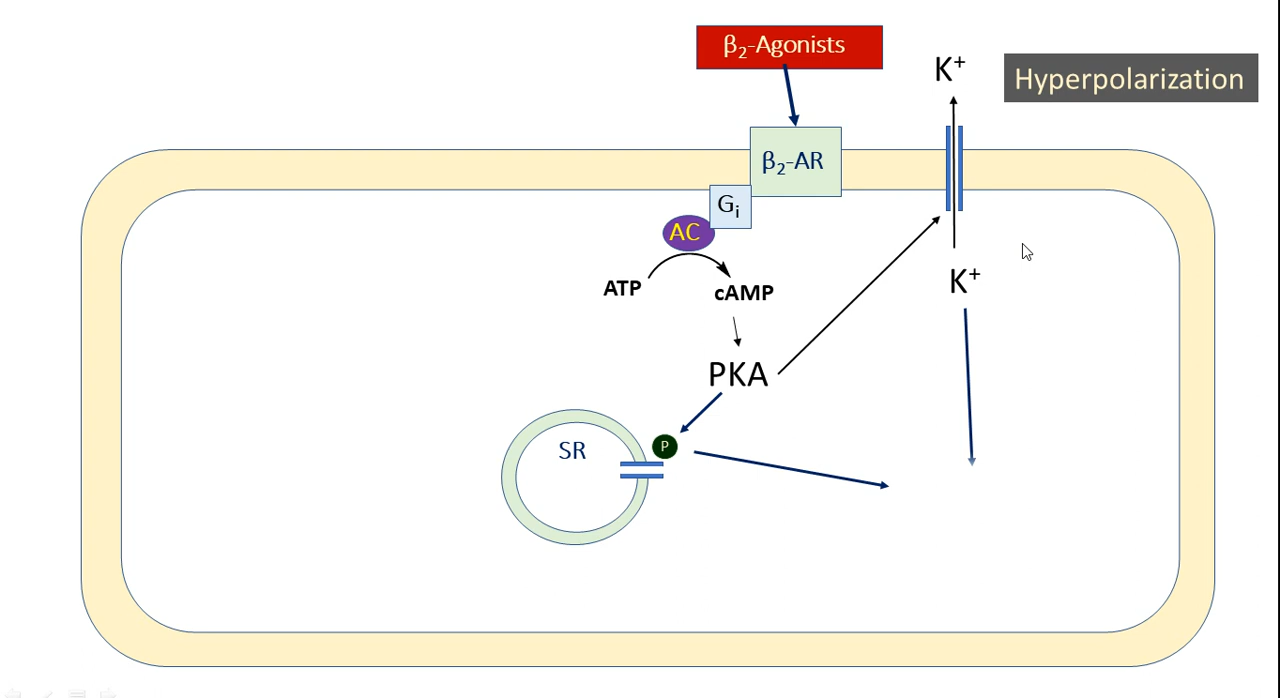 β₂-Agonists
K⁺
Hyperpolarization
β₂-AR
Gᵢ
AC
ATP
cAMP
K⁺
PKA
SR
P